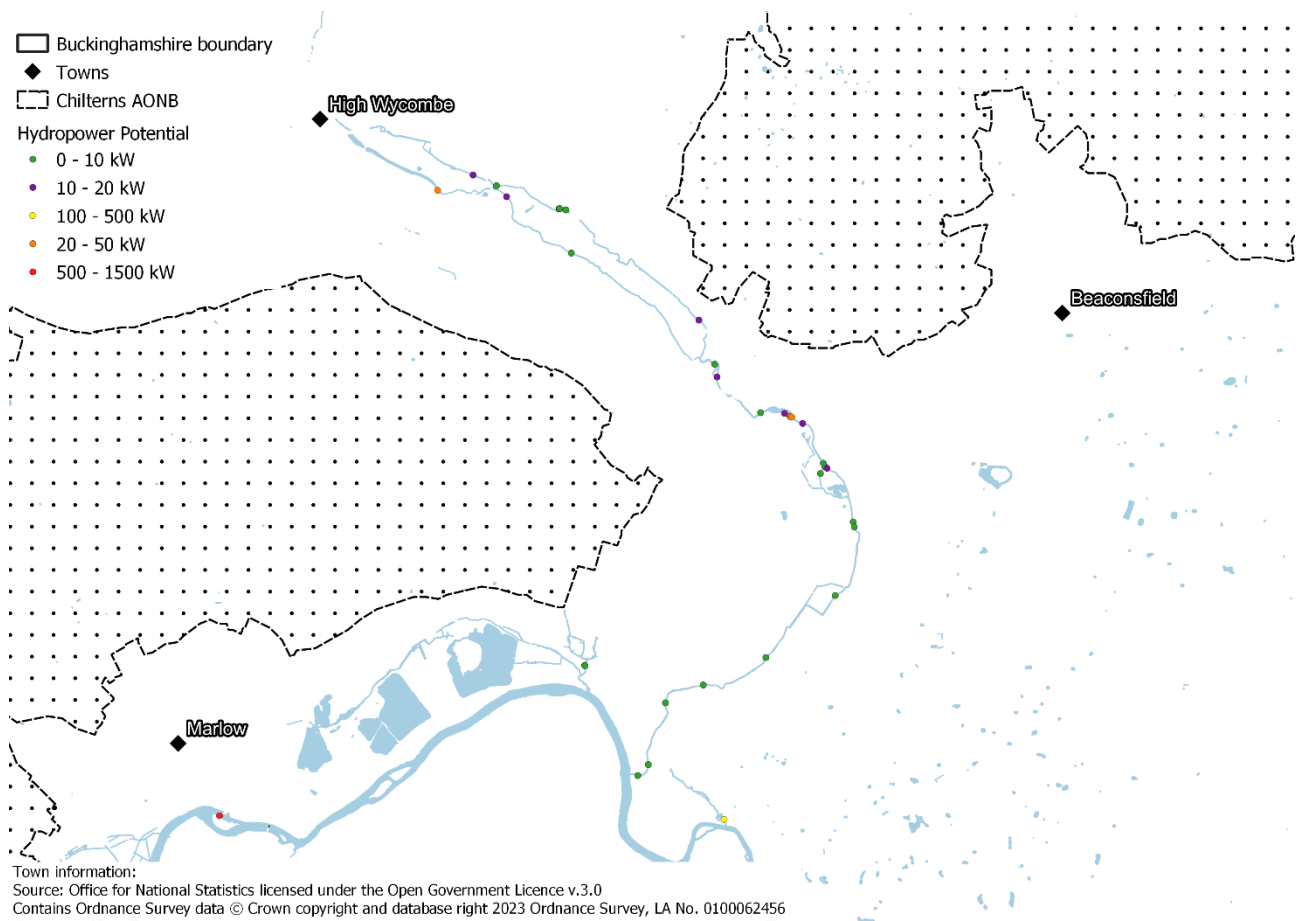 Buckinghamshire boundary
Towns
Chilterns AONB
Hydropower Potential
0 - 10 kW
10 - 20 kW
100 - 500 kW
20 - 50 kW
500 - 1500 kW
High Wycombe
Beaconsfield
Marlow
Town information:
Source: Office for National Statistics licensed under the Open Government Licence v.3.0
Contains Ordnance Survey data © Crown copyright and database right 2023 Ordnance Survey, LA No. 0100062456